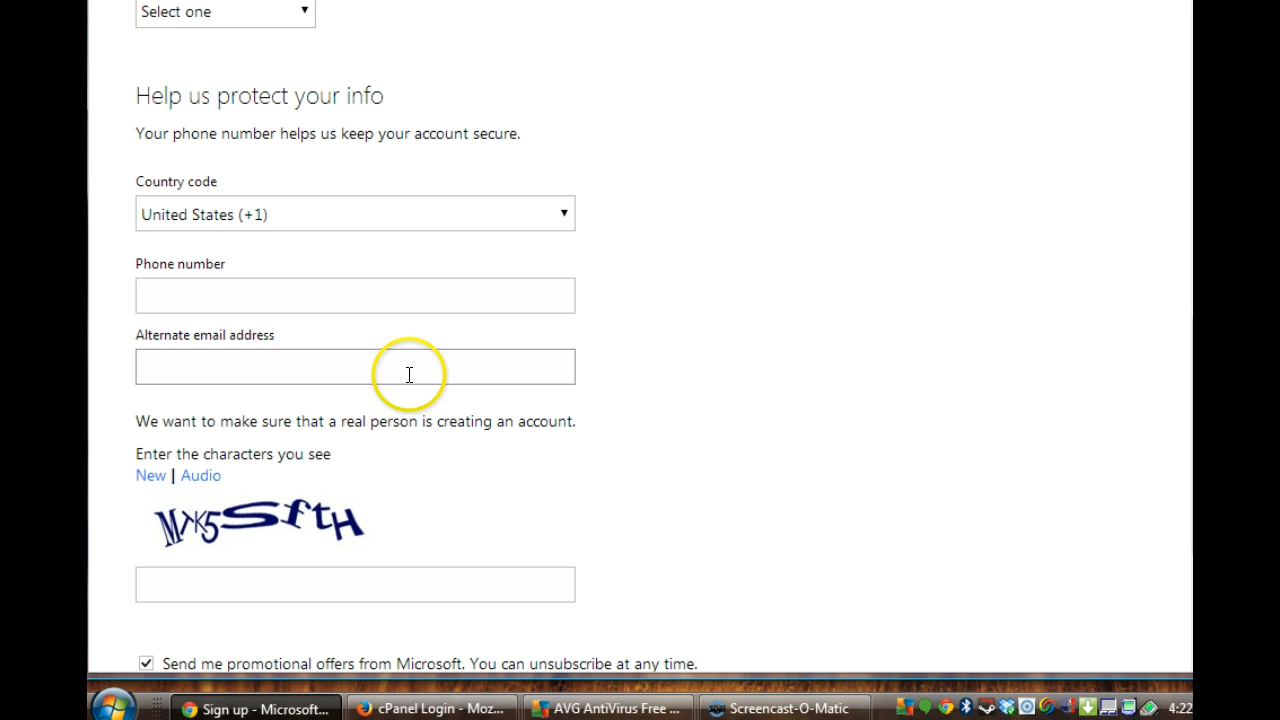 Select one
Help us protect your info
Your phone number helps us keep your account secure.
Country code
United States (+1)
Phone number
Alternate email address
We want to make sure that a real person is creating an account.
Enter the characters you see
New | Audio
Send me promotional offers from Microsoft. You can unsubscribe at any time.
Sign up - Microsoft...
cPanel Login - Moz...
AVG AntiVirus Free ...
Screencast-O-Matic
4:22